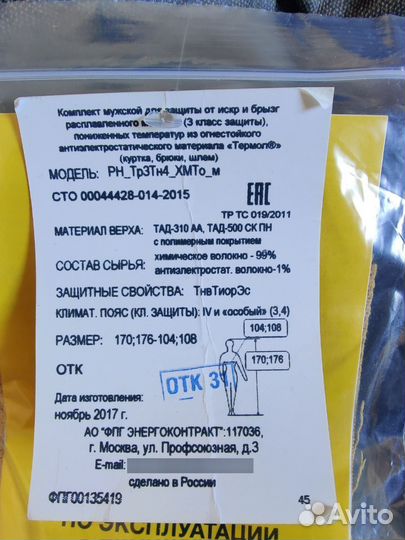 Комплект мужской для защиты от искр и брызг
расплавленного (3 класс защиты),
пониженных температур из огнестойкого
антиэлектростатического материала «Термол®»
(куртка, брюки, шлем)
МОДЕЛЬ: РН_Тр3Тн4_ХМТо_м
СТО 00044428-014-2015
ЕАС
ТР ТС 019/2011
МАТЕРИАЛ ВЕРХА: ТАД-310 АА, ТАД-500 СК ПН
с полимерным покрытием
СОСТАВ СЫРЬЯ: химическое волокно - 99%
антиэлектростат. волокно-1%
ЗАЩИТНЫЕ СВОЙСТВА: ТнвТиорЭс
КЛИМАТ. ПОЯС (КЛ. ЗАЩИТЫ): IV и «особый» (3,4)
РАЗМЕР: 170;176-104;108
104;108
170;176
ОТК
ОТК 31
Дата изготовления:
ноябрь 2017 г.
АО "ФПГ ЭНЕРГОКОНТРАКТ":117036,
г. Москва, ул. Профсоюзная, д.3
E-mail:
сделано в России
ФПГ00135419
45
ПО ЭКСПЛУАТАЦИИ
Avito